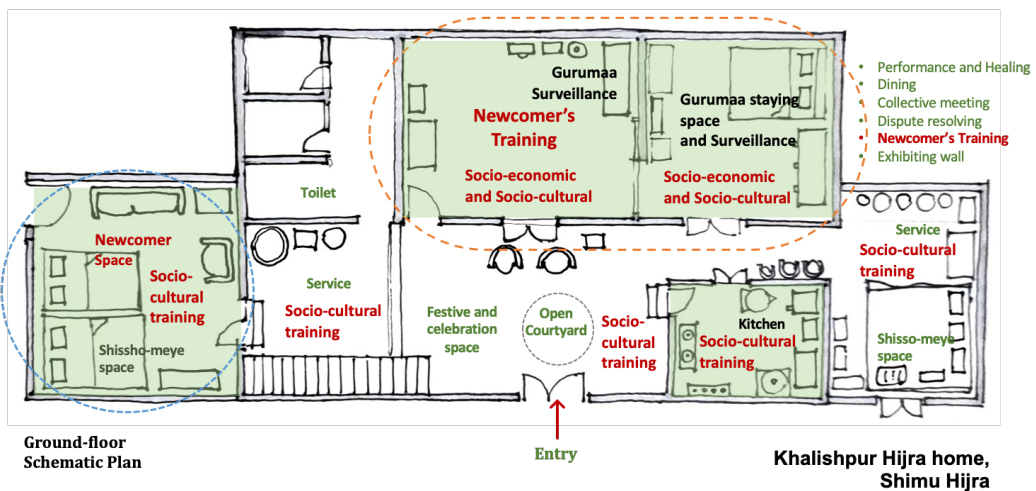 Gurumaa
Surveillance
Newcomer’s
Training
Socio-economic
and Socio-cultural
Gurumaa staying
space
and Surveillance
Socio-economic
and Socio-cultural
• Performance and Healing
• Dining
• Collective meeting
• Dispute resolving
• Newcomer’s Training
• Exhibiting wall
Toilet
Newcomer
Space
Socio-
cultural
training
Shissho-meye
space
Service
Socio-cultural
training
Festive and
celebration
space
Open
Courtyard
Socio-
cultural
training
Kitchen
Socio-cultural
training
Service
Socio-cultural
training
Shisso-meye
space
Entry
Ground-floor
Schematic Plan
Khalishpur Hijra home,
Shimu Hijra